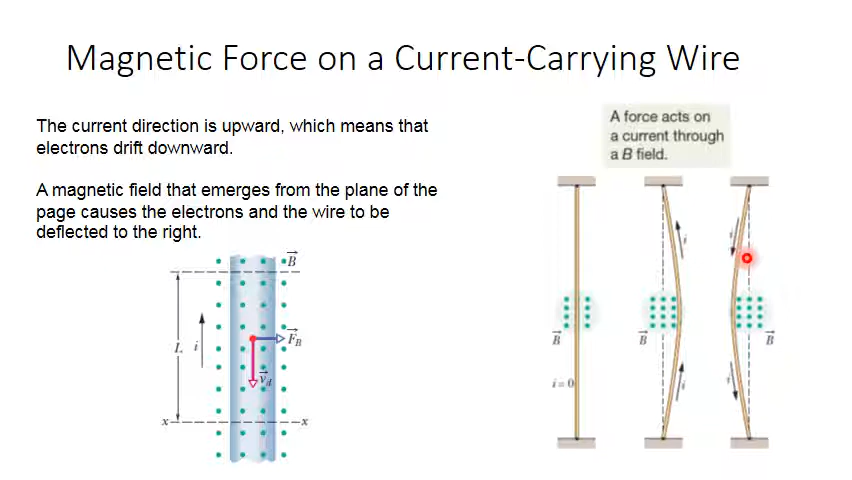 Magnetic Force on a Current-Carrying Wire
The current direction is upward, which means that
electrons drift downward.
A magnetic field that emerges from the plane of the
page causes the electrons and the wire to be
deflected to the right.
B
F_B
L
i
v_d
x
x
A force acts on
a current through
a B field.
i
i
B
B
B
i = 0
i
i